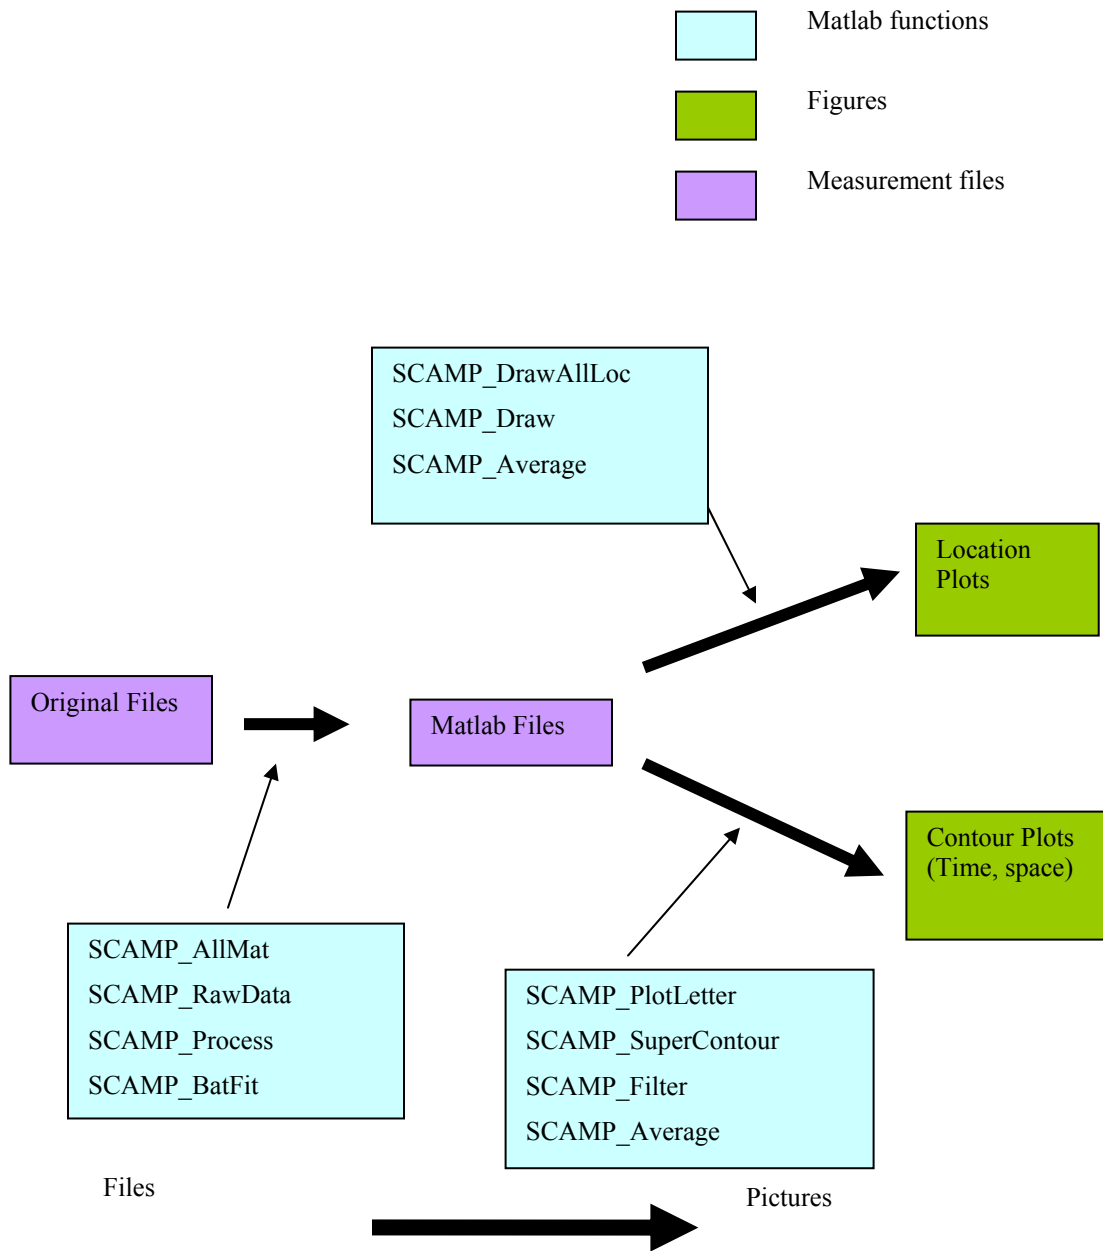 Matlab functions
Figures
Measurement files
SCAMP_DrawAllLoc
SCAMP_Draw
SCAMP_Average
Location
Plots
Original Files
Matlab Files
Contour Plots
(Time, space)
SCAMP_AllMat
SCAMP_RawData
SCAMP_Process
SCAMP_BatFit
SCAMP_PlotLetter
SCAMP_SuperContour
SCAMP_Filter
SCAMP_Average
Files
Pictures